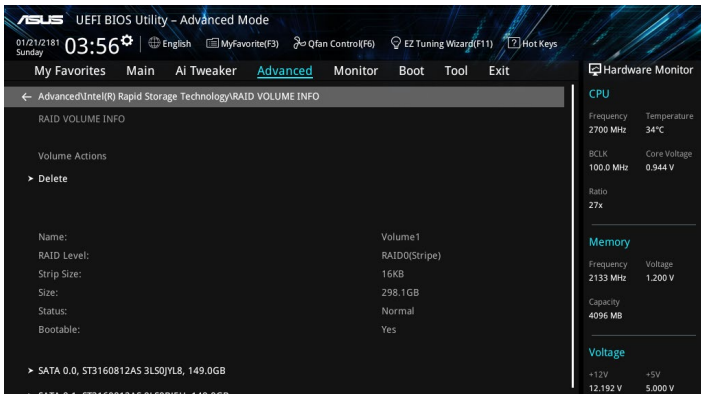 ASUS UEFI BIOS Utility – Advanced Mode
01/21/2181
Sunday
03:56
English
MyFavorite(F3)
Qfan Control(F6)
EZ Tuning Wizard(F11)
? Hot Keys
My Favorites Main Ai Tweaker Advanced Monitor Boot Tool Exit
← Advanced\Intel(R) Rapid Storage Technology\RAID VOLUME INFO
RAID VOLUME INFO
Volume Actions
> Delete
Name: Volume1
RAID Level: RAID0(Stripe)
Strip Size: 16KB
Size: 298.1GB
Status: Normal
Bootable: Yes
> SATA 0.0, ST3160812AS 3LS0JYL8, 149.0GB
Hardware Monitor
CPU
Frequency Temperature
2700 MHz 34°C
BCLK Core Voltage
100.0 MHz 0.944 V
Ratio
27x
Memory
Frequency Voltage
2133 MHz 1.200 V
Capacity
4096 MB
Voltage
+12V +5V
12.192 V 5.000 V